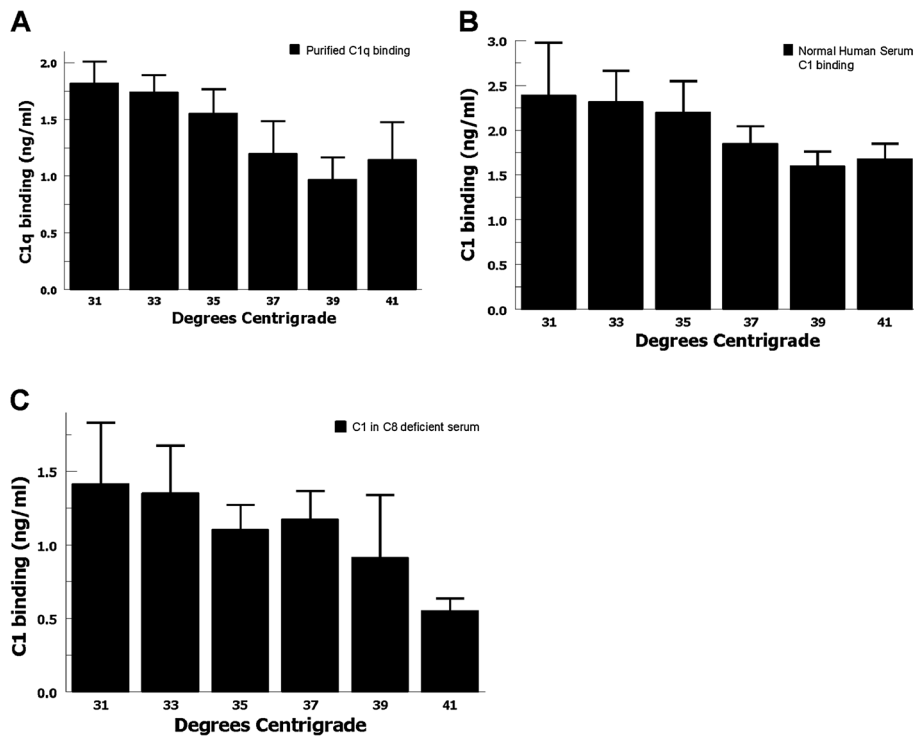 A
Purified C1q binding
C1q binding (ng/ml)
2.0
1.5
1.0
0.5
0.0
31 33 35 37 39 41
Degrees Centrigrade
B
Normal Human Serum
C1 binding
C1 binding (ng/ml)
3.0
2.5
2.0
1.5
1.0
0.5
0.0
31 33 35 37 39 41
Degrees Centrigrade
C
C1 in C8 deficient serum
C1 binding (ng/ml)
1.5
1.0
0.5
0.0
31 33 35 37 39 41
Degrees Centrigrade